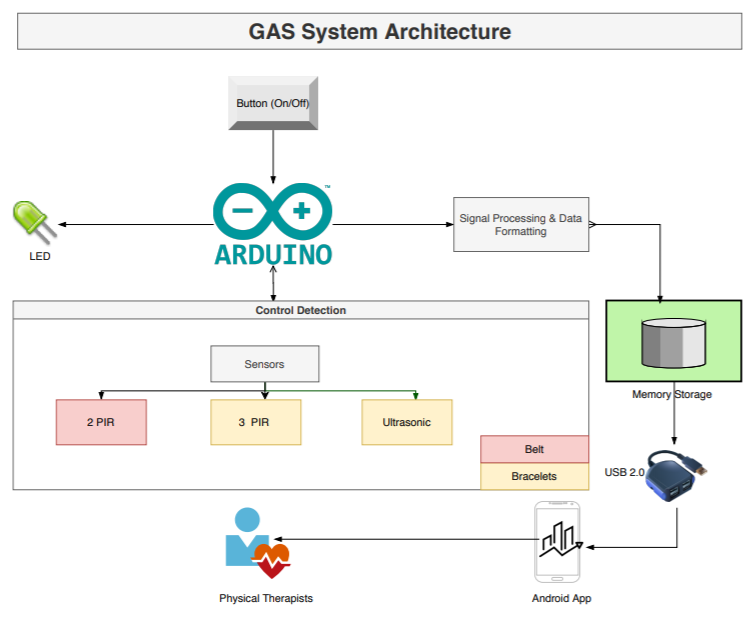 GAS System Architecture
Button (On/Off)
TM
ARDUINO
Signal Processing & Data
Formatting
LED
Control Detection
Sensors
2 PIR
3 PIR
Ultrasonic
Belt
Bracelets
Memory Storage
USB 2.0
Physical Therapists
Android App